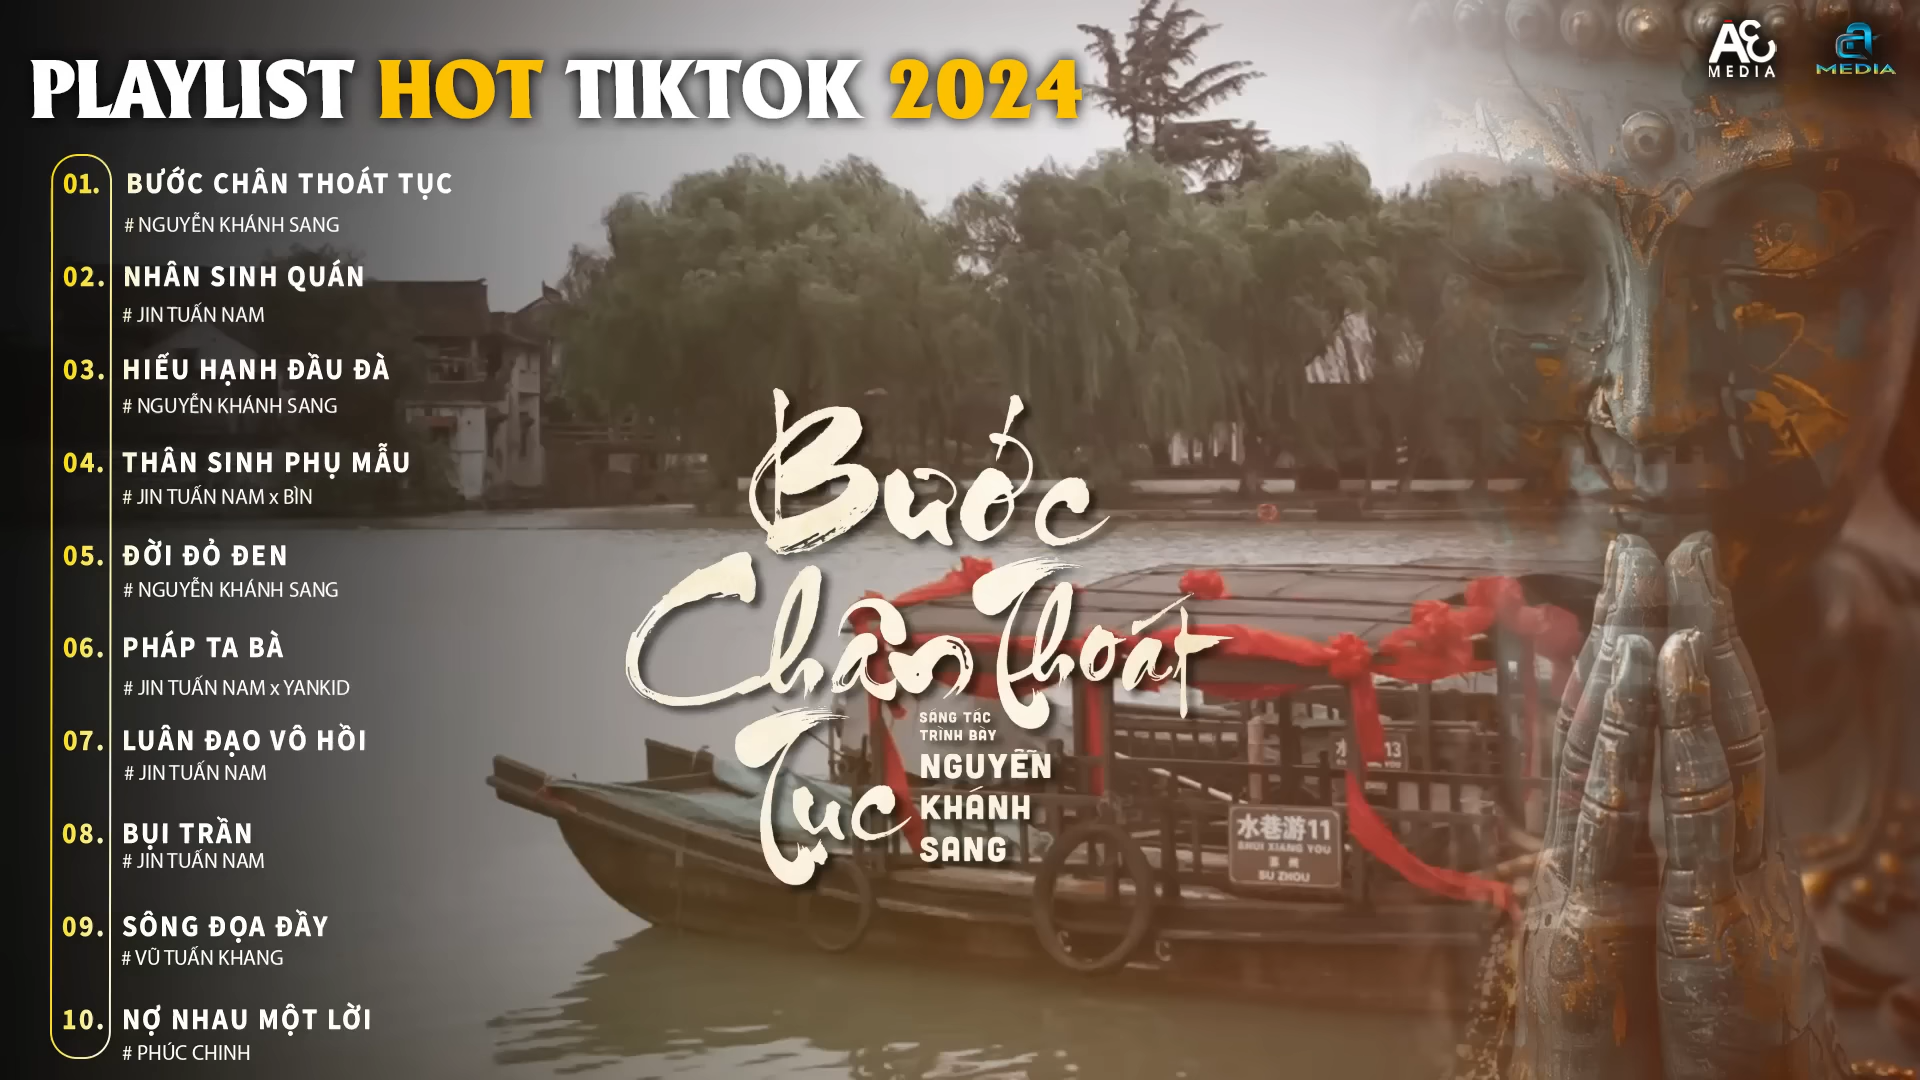 PLAYLIST HOT TIKTOK 2024
A3 MEDIA
MEDIA
01. BƯỚC CHÂN THOÁT TỤC
# NGUYỄN KHÁNH SANG
02. NHÂN SINH QUÁN
# JIN TUẤN NAM
03. HIẾU HẠNH ĐẦU ĐÀ
# NGUYỄN KHÁNH SANG
04. THÂN SINH PHỤ MẪU
# JIN TUẤN NAM x BÌN
05. ĐỜI ĐỎ ĐEN
# NGUYỄN KHÁNH SANG
06. PHÁP TA BÀ
# JIN TUẤN NAM x YANKID
07. LUÂN ĐẠO VÔ HỒI
# JIN TUẤN NAM
08. BỤI TRẦN
# JIN TUẤN NAM
09. SÔNG ĐỌA ĐẦY
# VŨ TUẤN KHANG
10. NỢ NHAU MỘT LỜI
# PHÚC CHINH
Bước
Chân Thoát
Tục
SÁNG TÁC
TRÌNH BÀY
NGUYỄN
KHÁNH
SANG
水 13
水巷游11
SHUI XIANG YOU
苏州
SU ZHOU